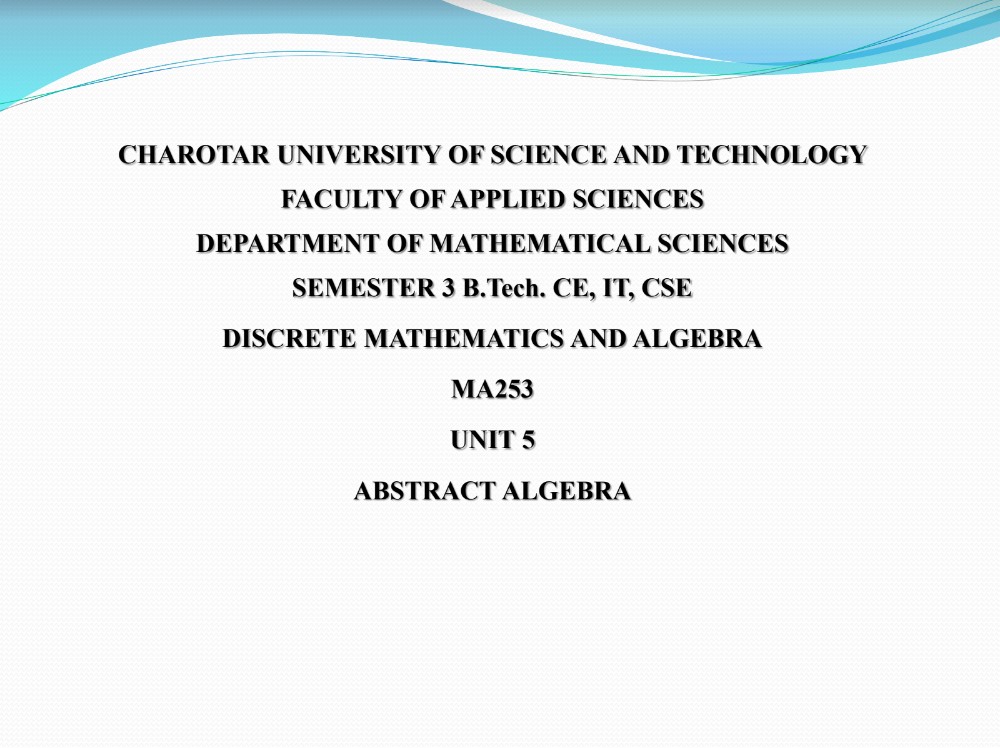 CHAROTAR UNIVERSITY OF SCIENCE AND TECHNOLOGY
FACULTY OF APPLIED SCIENCES
DEPARTMENT OF MATHEMATICAL SCIENCES
SEMESTER 3 B.Tech. CE, IT, CSE
DISCRETE MATHEMATICS AND ALGEBRA
MA253
UNIT 5
ABSTRACT ALGEBRA